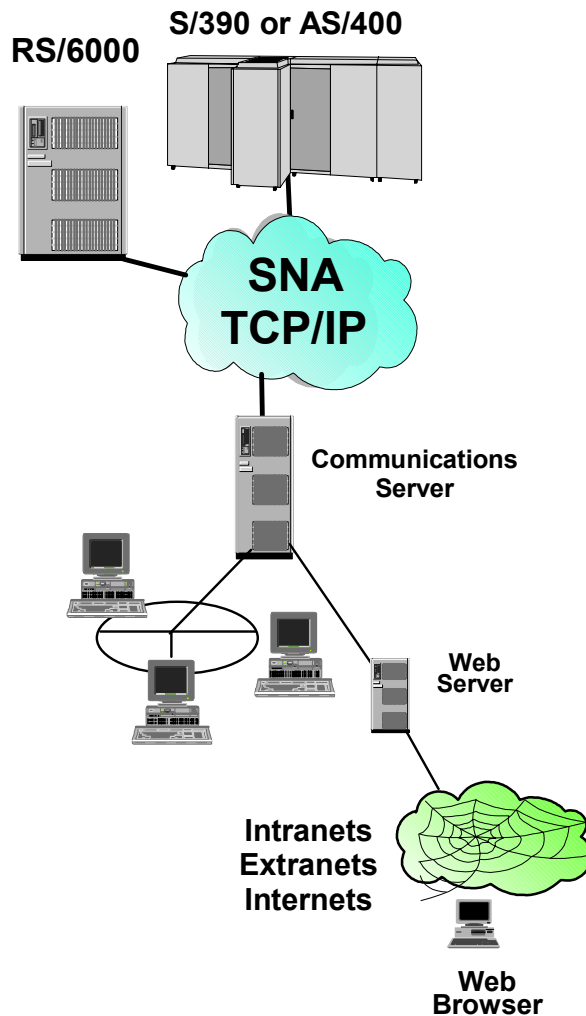 S/390 or AS/400
RS/6000
SNA
TCP/IP
Communications
Server
Web
Server
Intranets
Extranets
Internets
Web
Browser